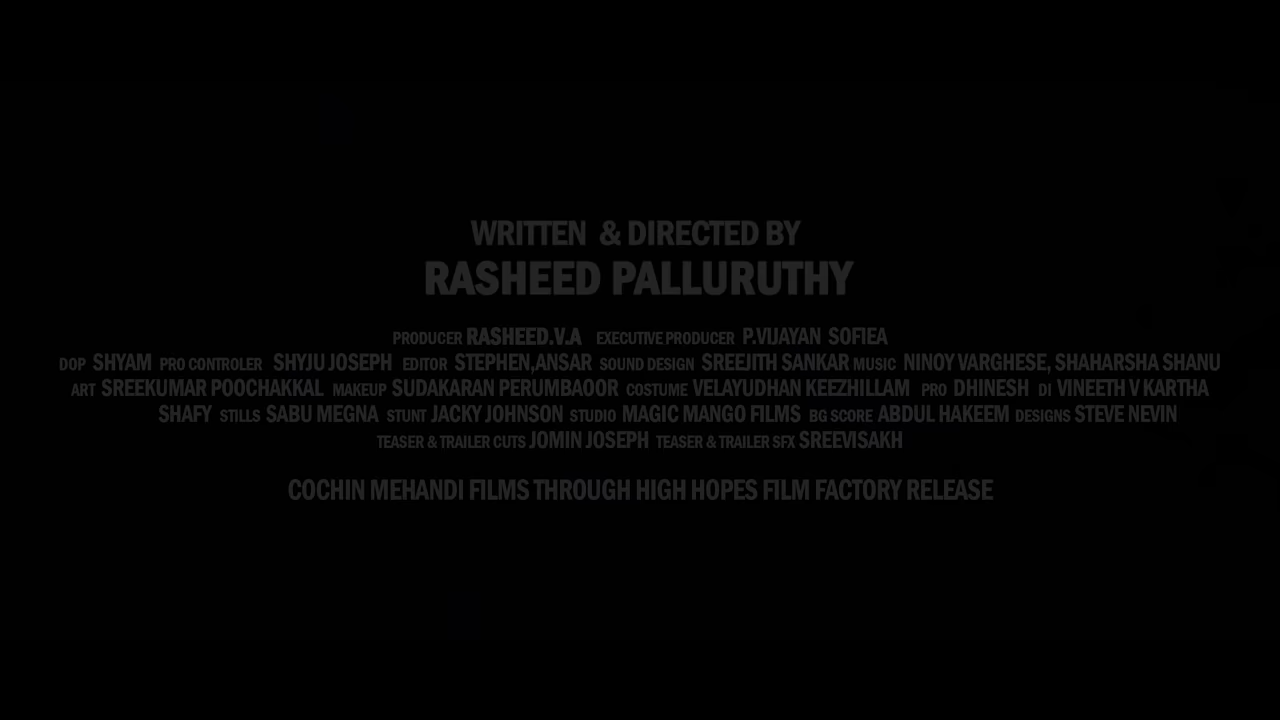 WRITTEN & DIRECTED BY
RASHEED PALLURUTHY
PRODUCER RASHEED.V.A EXECUTIVE PRODUCER P.VIJAYAN SOFIEA
DOP SHYAM PRO CONTROLER SHYJU JOSEPH EDITOR STEPHEN,ANSAR SOUND DESIGN SREEJITH SANKAR MUSIC NINOY VARGHESE, SHAHARSHA SHANU
ART SREEKUMAR POOCHAKKAL MAKEUP SUDAKARAN PERUMBAOOR COSTUME VELAYUDHAN KEEZHILLAM PRO DHINESH DI VINEETH V KARTHA
SHAFY STILLS SABU MEGNA STUNT JACKY JOHNSON STUDIO MAGIC MANGO FILMS BG SCORE ABDUL HAKEEM DESIGNS STEVE NEVIN
TEASER & TRAILER CUTS JOMIN JOSEPH TEASER & TRAILER SFX SREEVISAKH
COCHIN MEHANDI FILMS THROUGH HIGH HOPES FILM FACTORY RELEASE